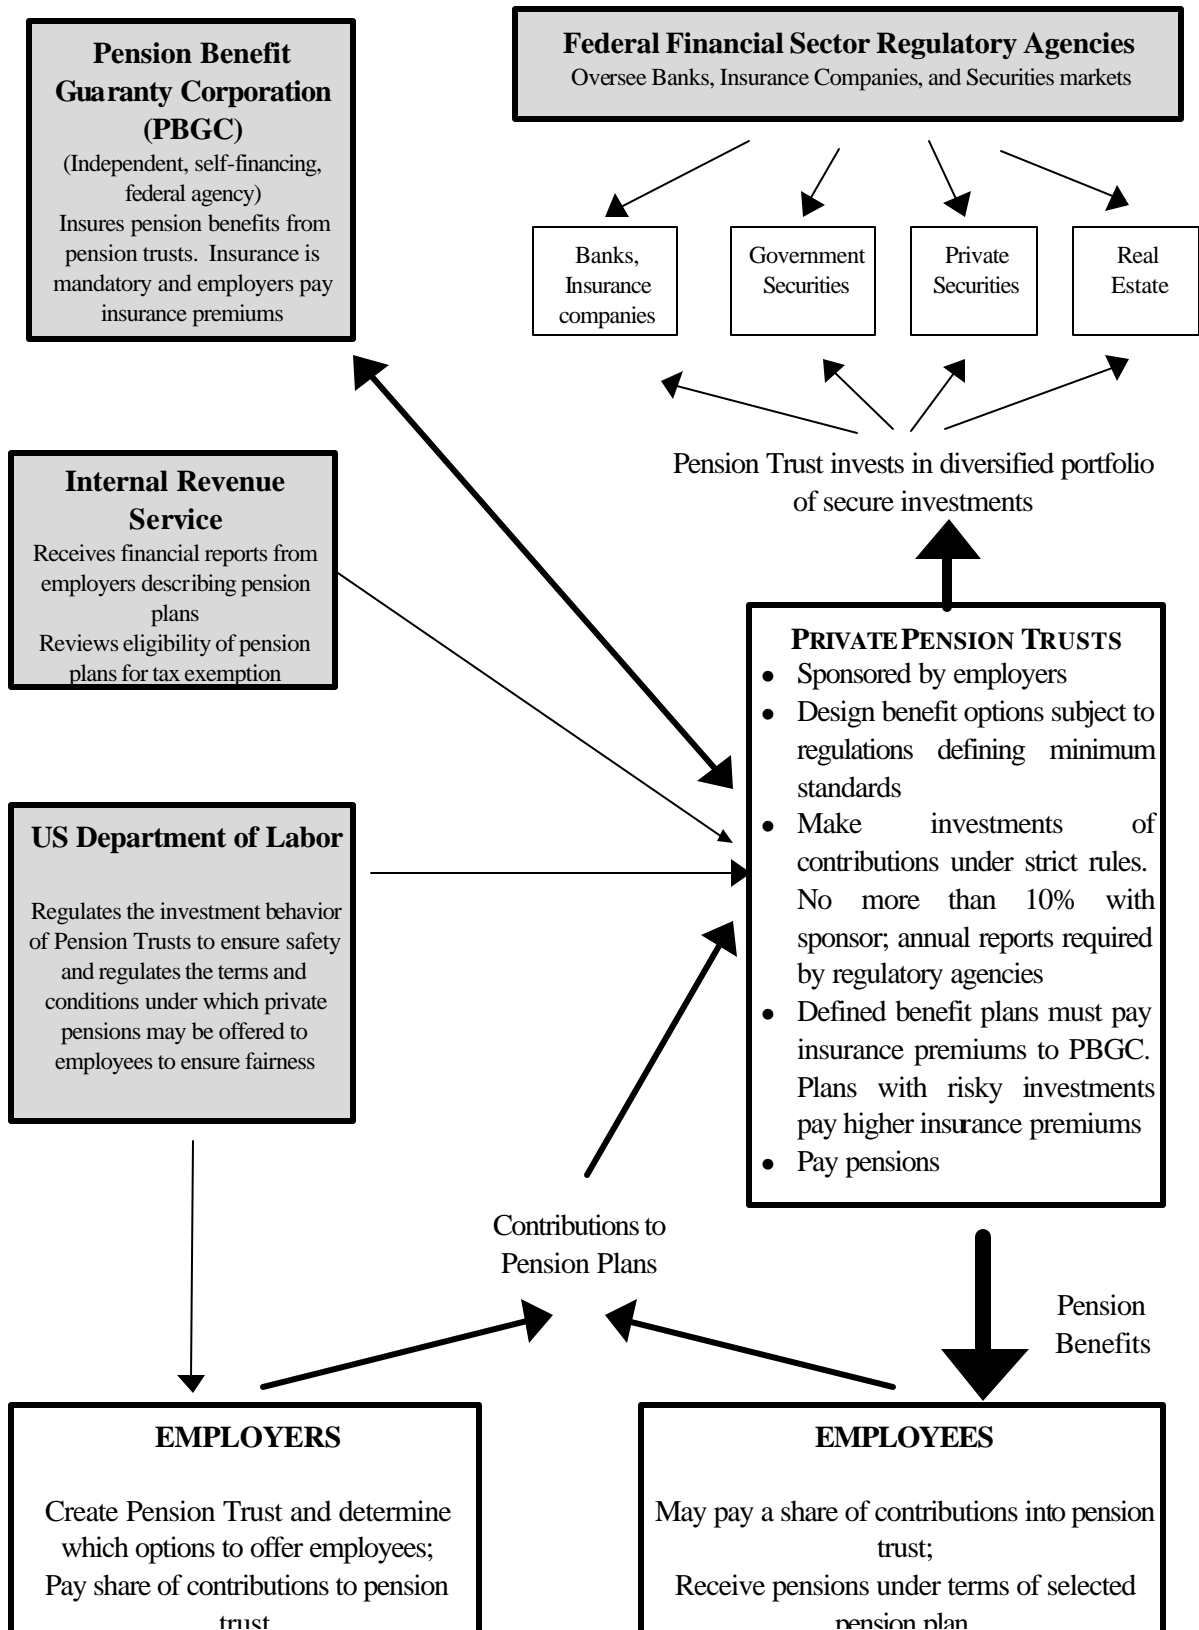 Pension Benefit
Guaranty Corporation
(PBGC)
(Independent, self-financing,
federal agency)
Insures pension benefits from
pension trusts. Insurance is
mandatory and employers pay
insurance premiums
Federal Financial Sector Regulatory Agencies
Oversee Banks, Insurance Companies, and Securities markets
Banks,
Insurance
companies
Government
Securities
Private
Securities
Real
Estate
Pension Trust invests in diversified portfolio
of secure investments
Internal Revenue
Service
Receives financial reports from
employers describing pension
plans
Reviews eligibility of pension
plans for tax exemption
PRIVATE PENSION TRUSTS
• Sponsored by employers
• Design benefit options subject to
regulations defining minimum
standards
• Make investments of
contributions under strict rules.
No more than 10% with
sponsor; annual reports required
by regulatory agencies
• Defined benefit plans must pay
insurance premiums to PBGC.
Plans with risky investments
pay higher insurance premiums
• Pay pensions
US Department of Labor
Regulates the investment behavior
of Pension Trusts to ensure safety
and regulates the terms and
conditions under which private
pensions may be offered to
employees to ensure fairness
Contributions to
Pension Plans
Pension
Benefits
EMPLOYERS
Create Pension Trust and determine
which options to offer employees;
Pay share of contributions to pension
trust
EMPLOYEES
May pay a share of contributions into pension
trust;
Receive pensions under terms of selected
pension plan